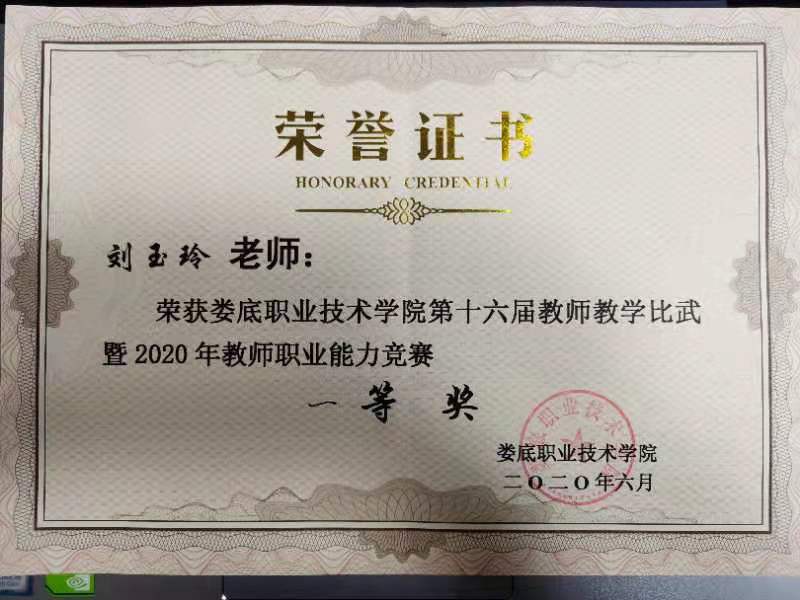 荣誉证书
HONORARY CREDENTIAL
刘玉玲 老师：
荣获娄底职业技术学院第十六届教师教学比武
暨2020年教师职业能力竞赛
一等奖
娄底职业技术学院
二〇二〇年六月